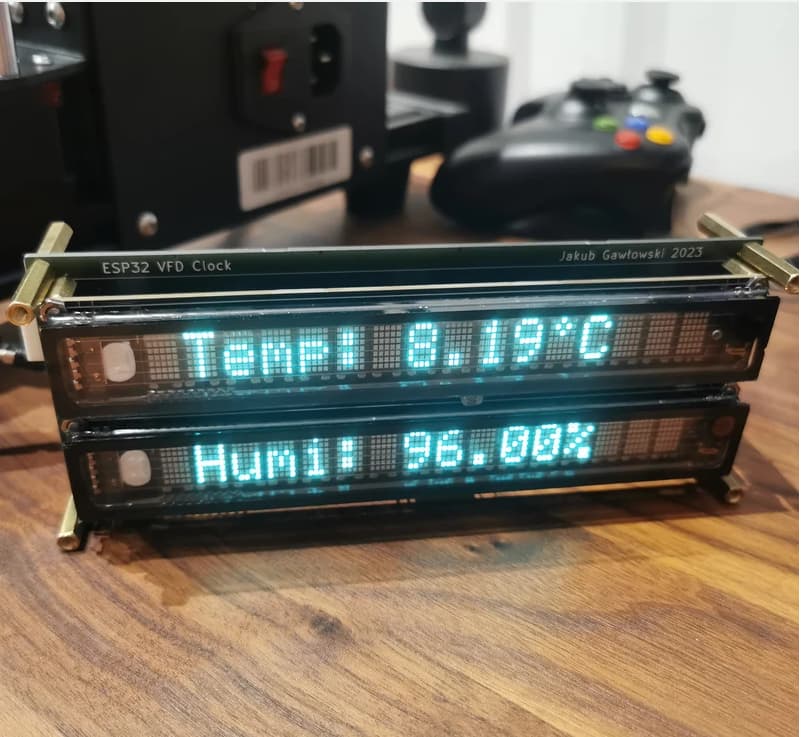 ESP32 VFD Clock
Jakub Gawłowski 2023
Temp: 8.19°C
Humi: 96.00%